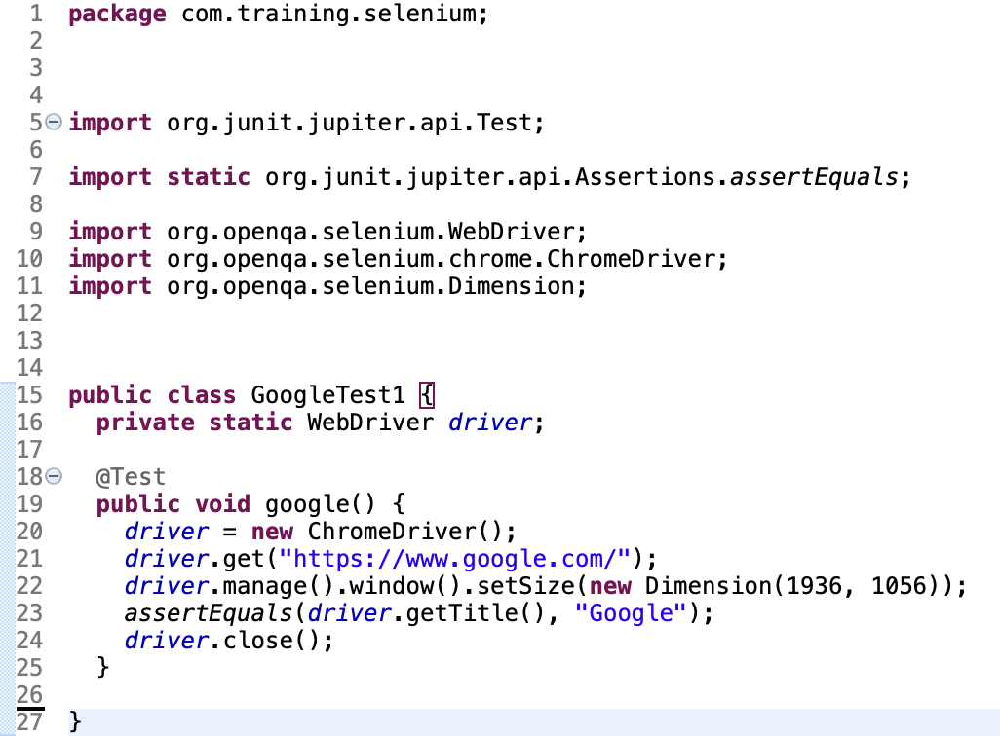 1 package com.training.selenium;
2
3
4
5 import org.junit.jupiter.api.Test;
6
7 import static org.junit.jupiter.api.Assertions.assertEquals;
8
9 import org.openqa.selenium.WebDriver;
10 import org.openqa.selenium.chrome.ChromeDriver;
11 import org.openqa.selenium.Dimension;
12
13
14
15 public class GoogleTest1 {
16   private static WebDriver driver;
17
18   @Test
19   public void google() {
20     driver = new ChromeDriver();
21     driver.get("https://www.google.com/");
22     driver.manage().window().setSize(new Dimension(1936, 1056));
23     assertEquals(driver.getTitle(), "Google");
24     driver.close();
25   }
26
27 }